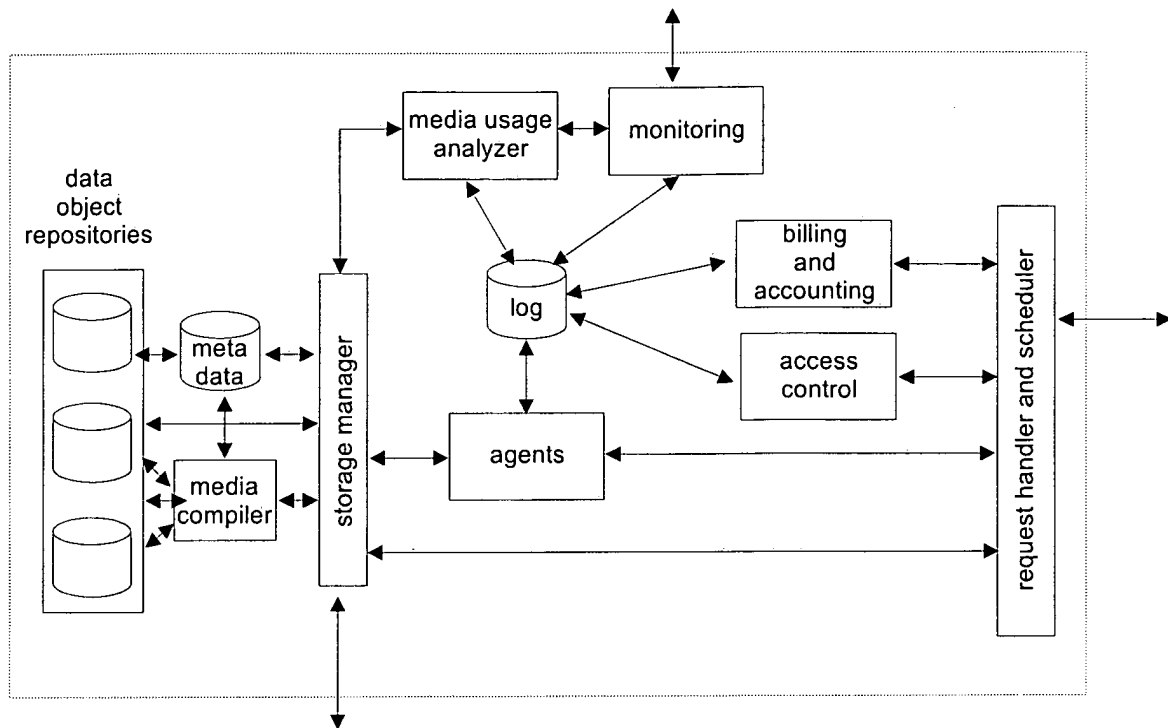 media usage
analyzer
monitoring
data
object
repositories
billing
and
accounting
log
meta
data
access
control
storage manager
agents
media
compiler
request handler and scheduler